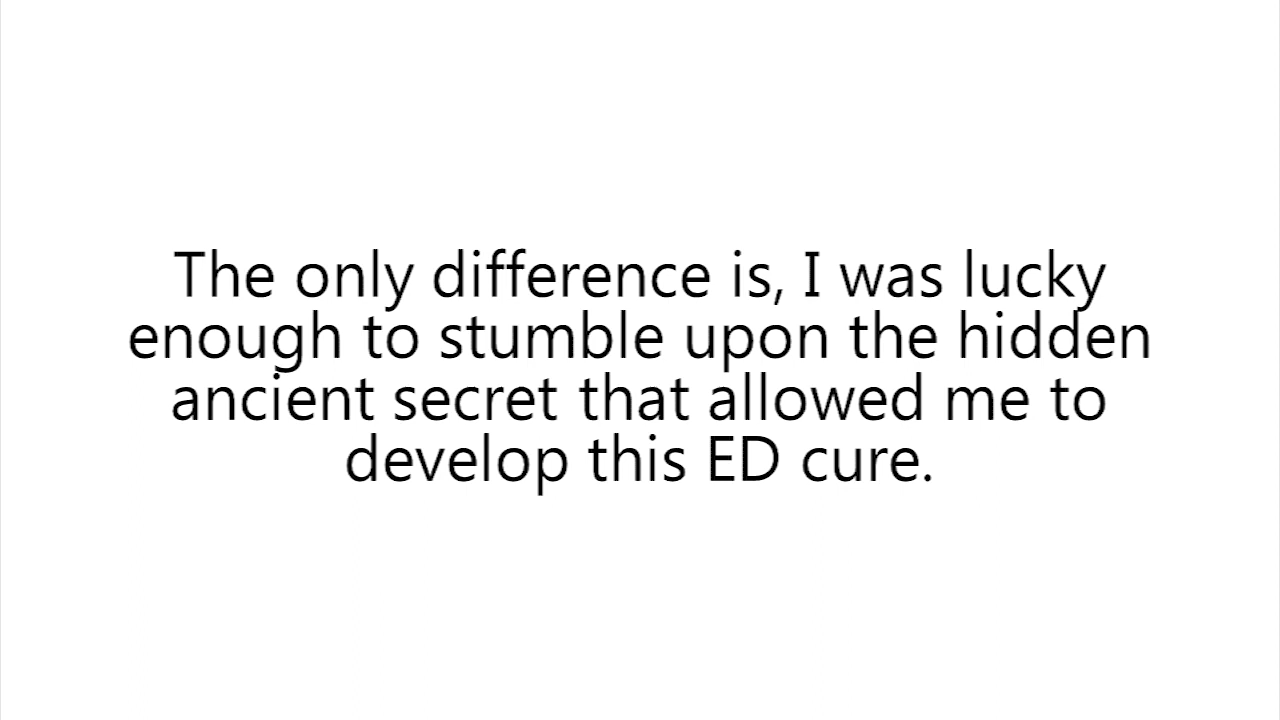 The only difference is, I was lucky
enough to stumble upon the hidden
ancient secret that allowed me to
develop this ED cure.